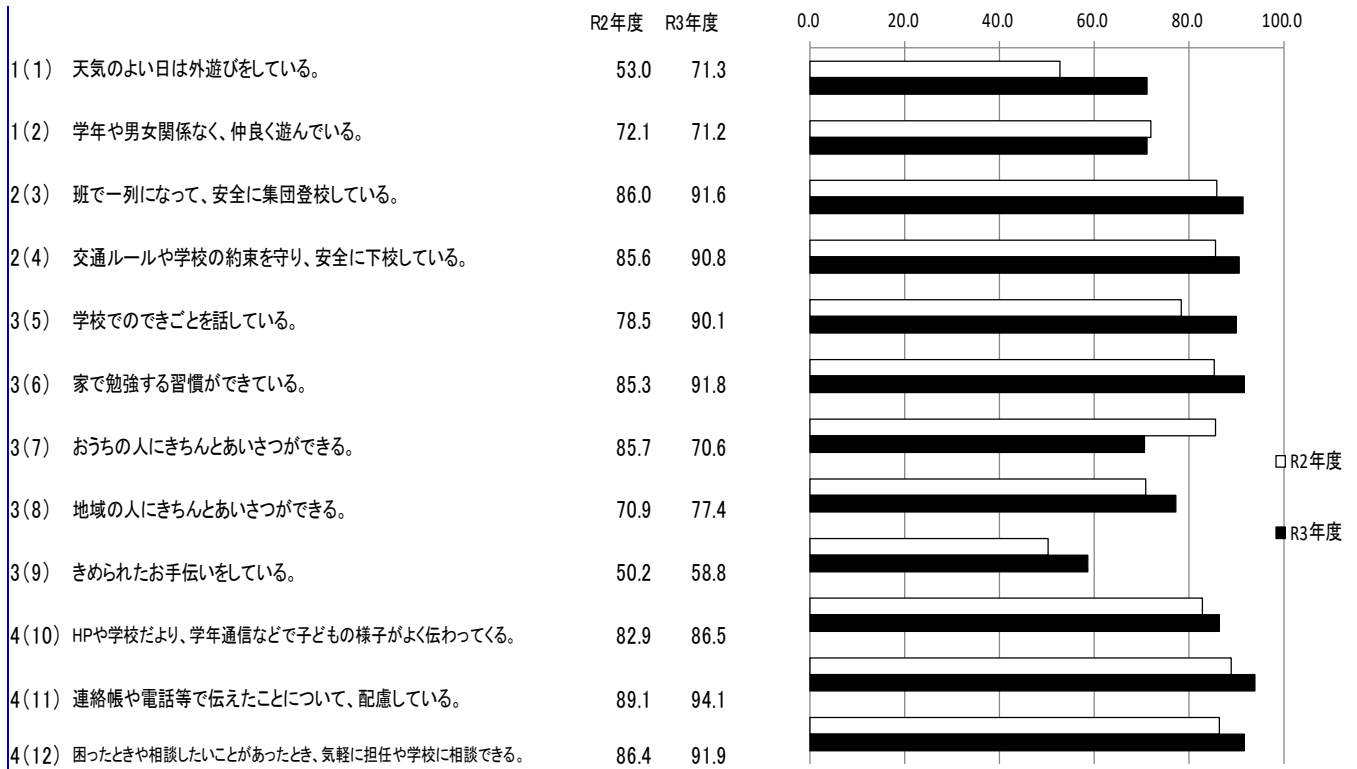 R2年度 R3年度 0.0 20.0 40.0 60.0 80.0 100.0
1(1) 天気のよい日は外遊びをしている。 53.0 71.3
1(2) 学年や男女関係なく、仲良く遊んでいる。 72.1 71.2
2(3) 班で一列になって、安全に集団登校している。 86.0 91.6
2(4) 交通ルールや学校の約束を守り、安全に下校している。 85.6 90.8
3(5) 学校でのできごとを話している。 78.5 90.1
3(6) 家で勉強する習慣ができている。 85.3 91.8
3(7) おうちの人にきちんとあいさつができる。 85.7 70.6
R2年度
3(8) 地域の人にきちんとあいさつができる。 70.9 77.4
R3年度
3(9) きめられたお手伝いをしている。 50.2 58.8
4(10) HPや学校だより、学年通信などで子どもの様子がよく伝わってくる。 82.9 86.5
4(11) 連絡帳や電話等で伝えたことについて、配慮している。 89.1 94.1
4(12) 困ったときや相談したいことがあったとき、気軽に担任や学校に相談できる。 86.4 91.9